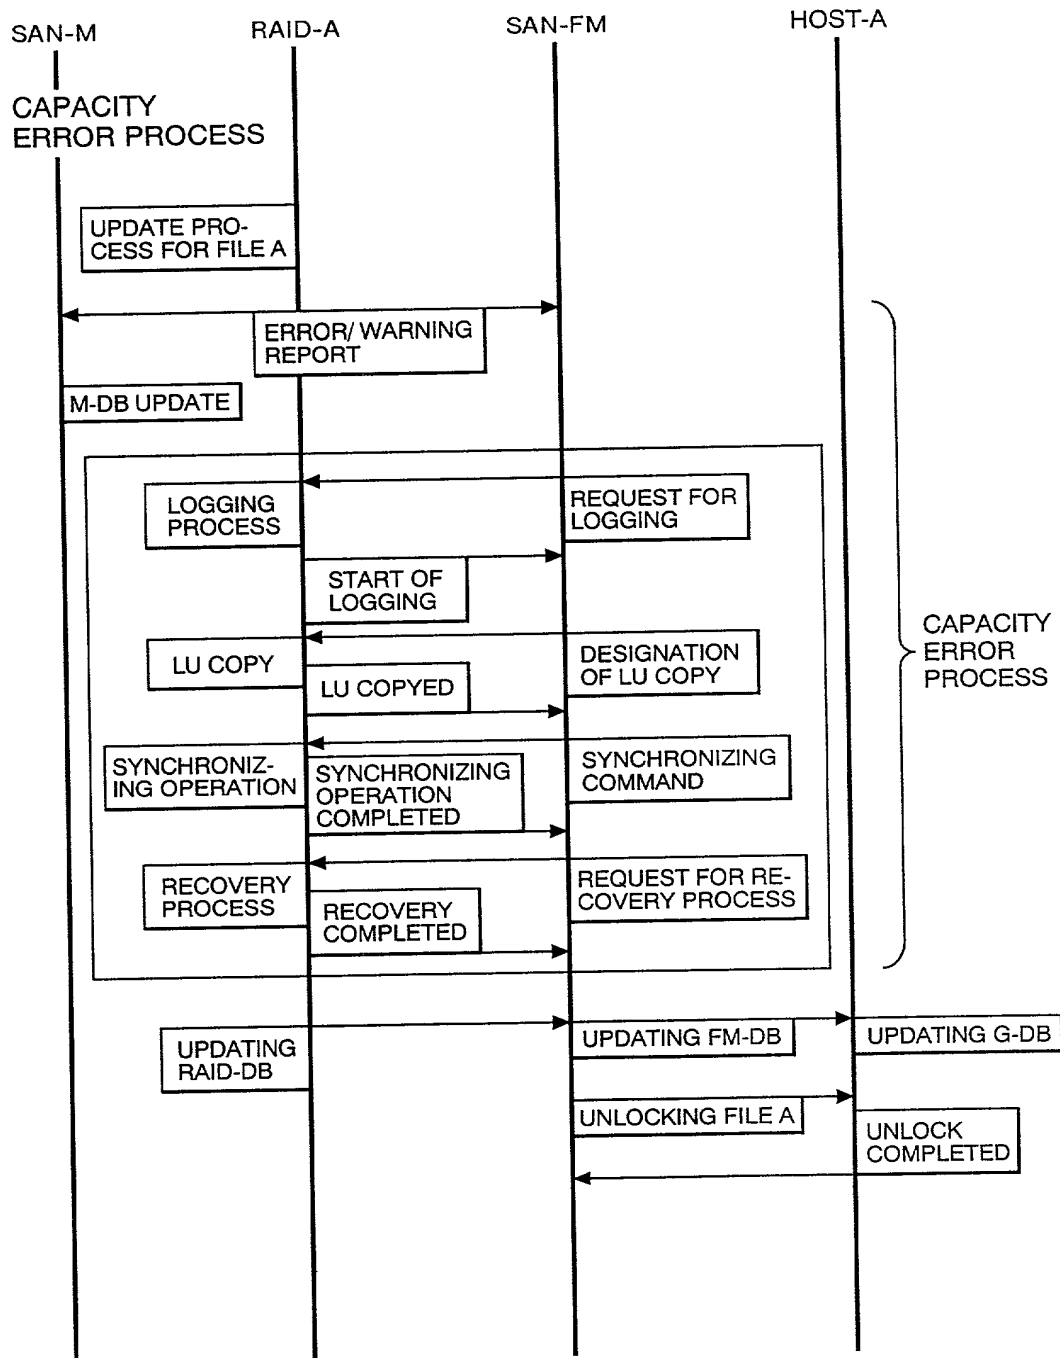 SAN-M
RAID-A
SAN-FM
HOST-A
CAPACITY
ERROR PROCESS
UPDATE PRO-
CESS FOR FILE A
ERROR/ WARNING
REPORT
M-DB UPDATE
LOGGING
PROCESS
REQUEST FOR
LOGGING
START OF
LOGGING
LU COPY
DESIGNATION
OF LU COPY
LU COPYED
CAPACITY
ERROR
PROCESS
SYNCHRONIZ-
ING OPERATION
SYNCHRONIZING
OPERATION
COMPLETED
SYNCHRONIZING
COMMAND
RECOVERY
PROCESS
REQUEST FOR RE-
COVERY PROCESS
RECOVERY
COMPLETED
UPDATING
RAID-DB
UPDATING FM-DB
UPDATING G-DB
UNLOCKING FILE A
UNLOCK
COMPLETED